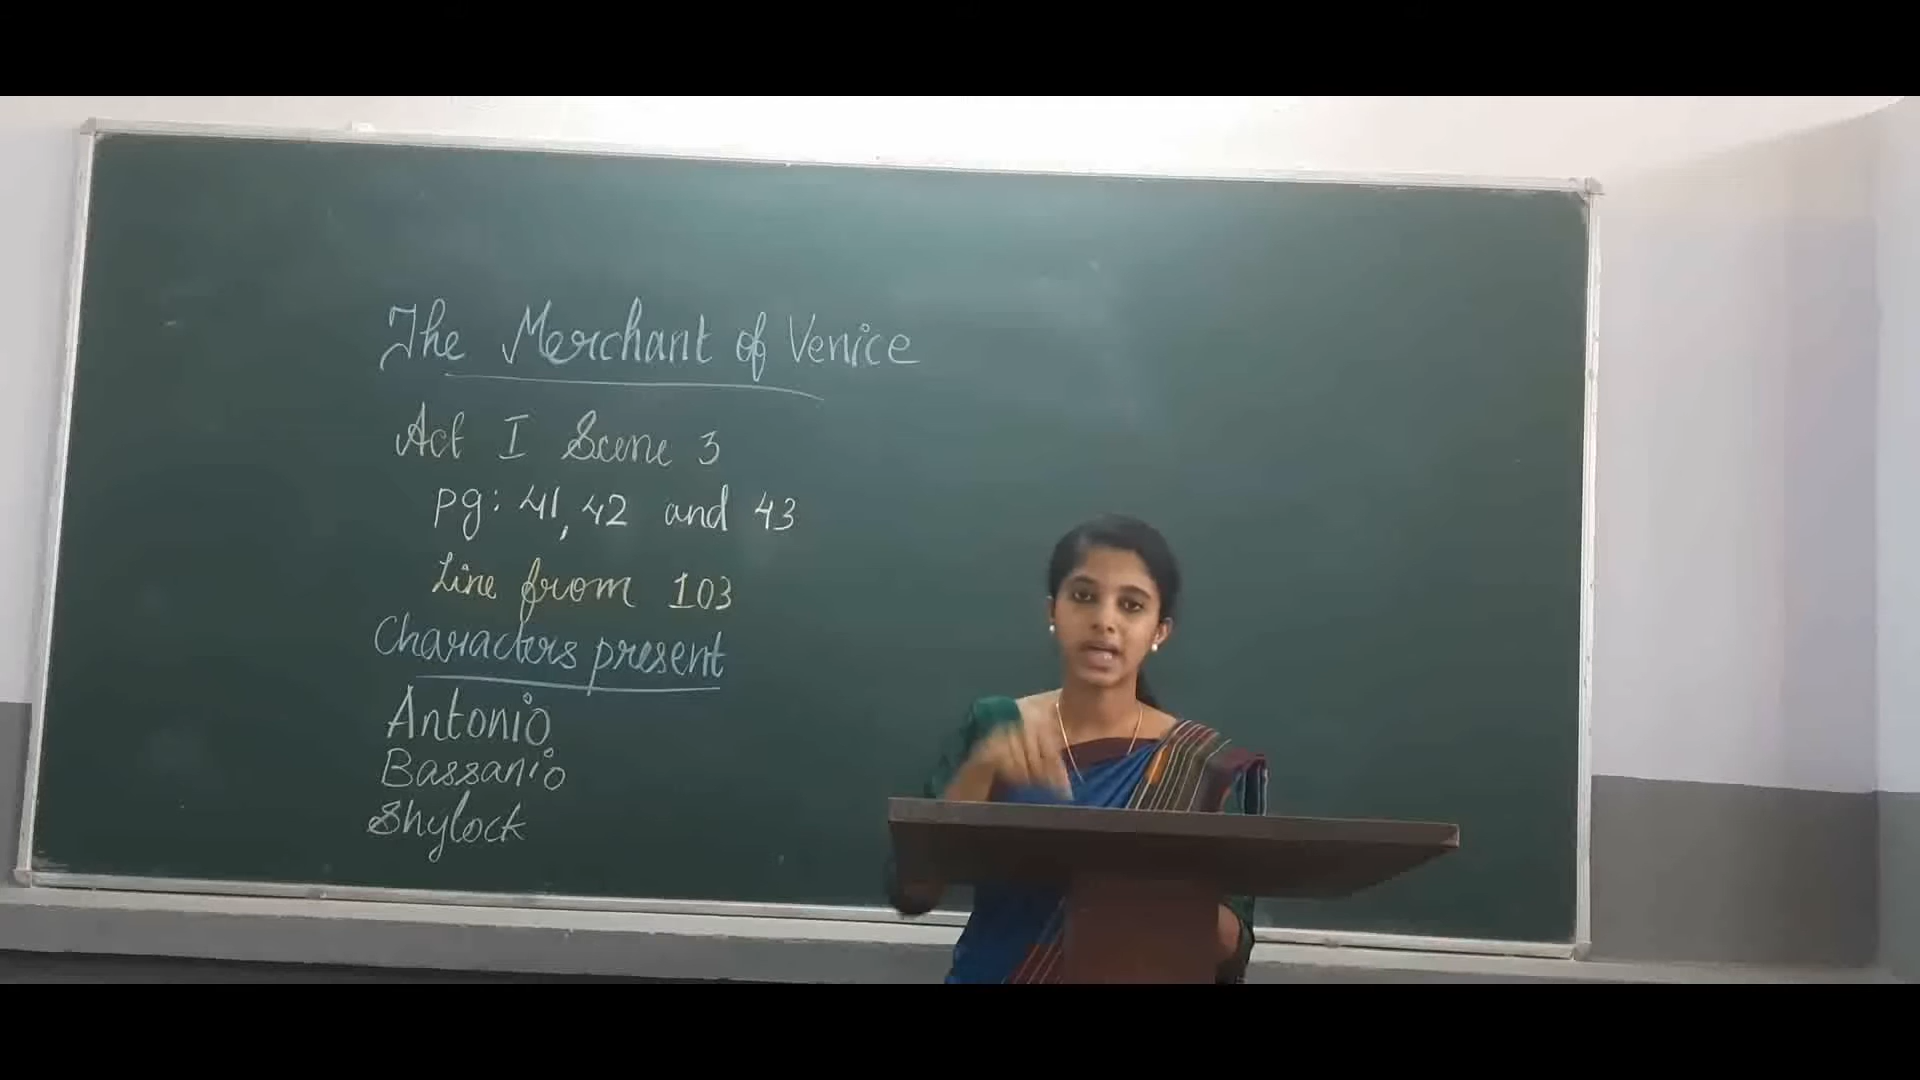 The Merchant of Venice
Act I Scene 3
pg: 41, 42 and 43
Line from 103
Characters present
Antonio
Bassanio
Shylock